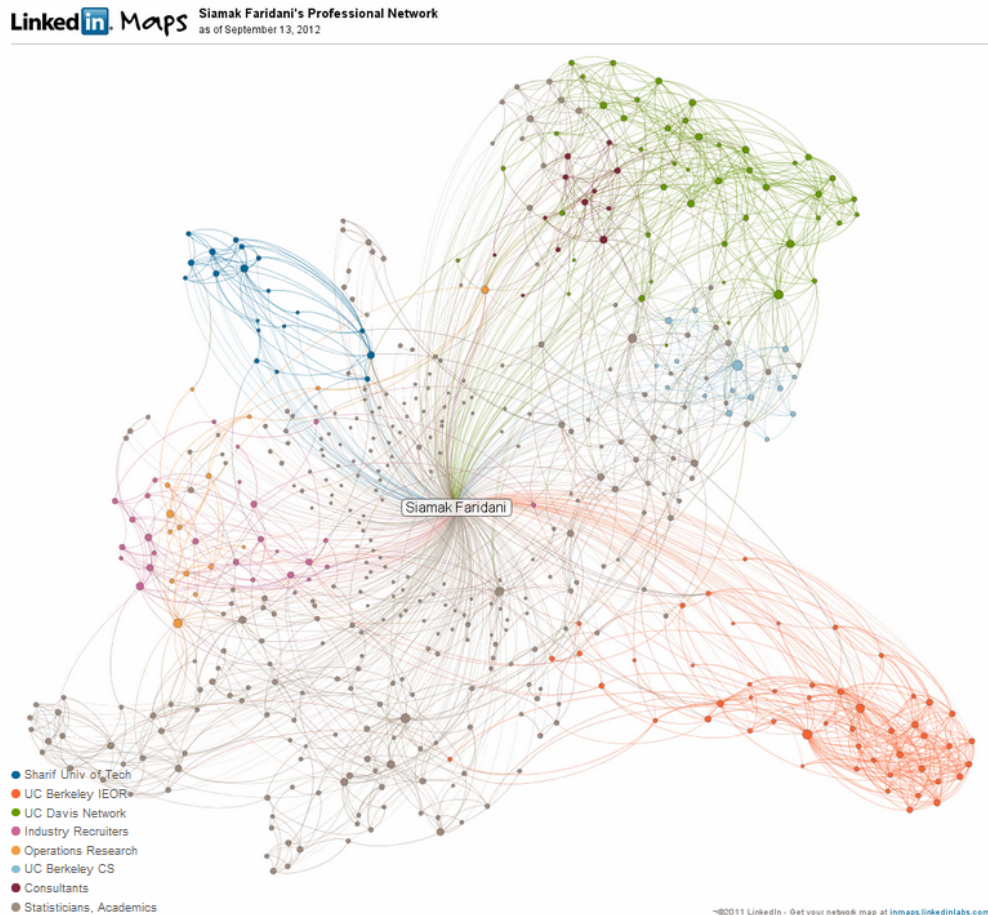 Linked in. Maps
Siamak Faridani's Professional Network
as of September 13, 2012
Siamak Faridani
Sharif Univ of Tech
UC Berkeley IEOR
UC Davis Network
Industry Recruiters
Operations Research
UC Berkeley CS
Consultants
Statisticians, Academics
~©2011 LinkedIn - Get your network map at inmaps.linkedinlabs.com